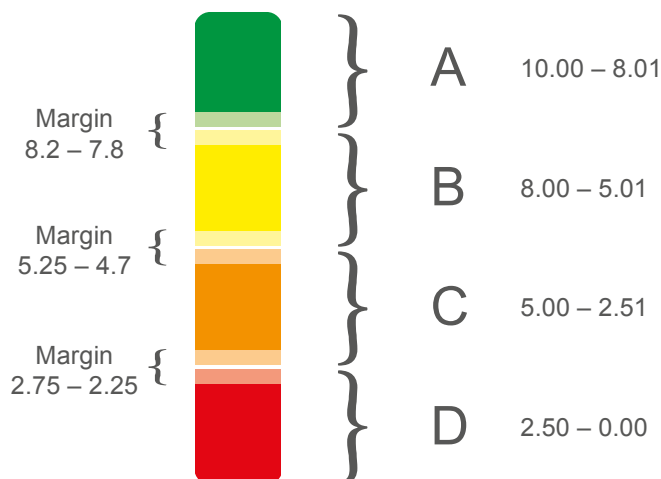 A 10.00 – 8.01
Margin
8.2 – 7.8
B 8.00 – 5.01
Margin
5.25 – 4.7
C 5.00 – 2.51
Margin
2.75 – 2.25
D 2.50 – 0.00